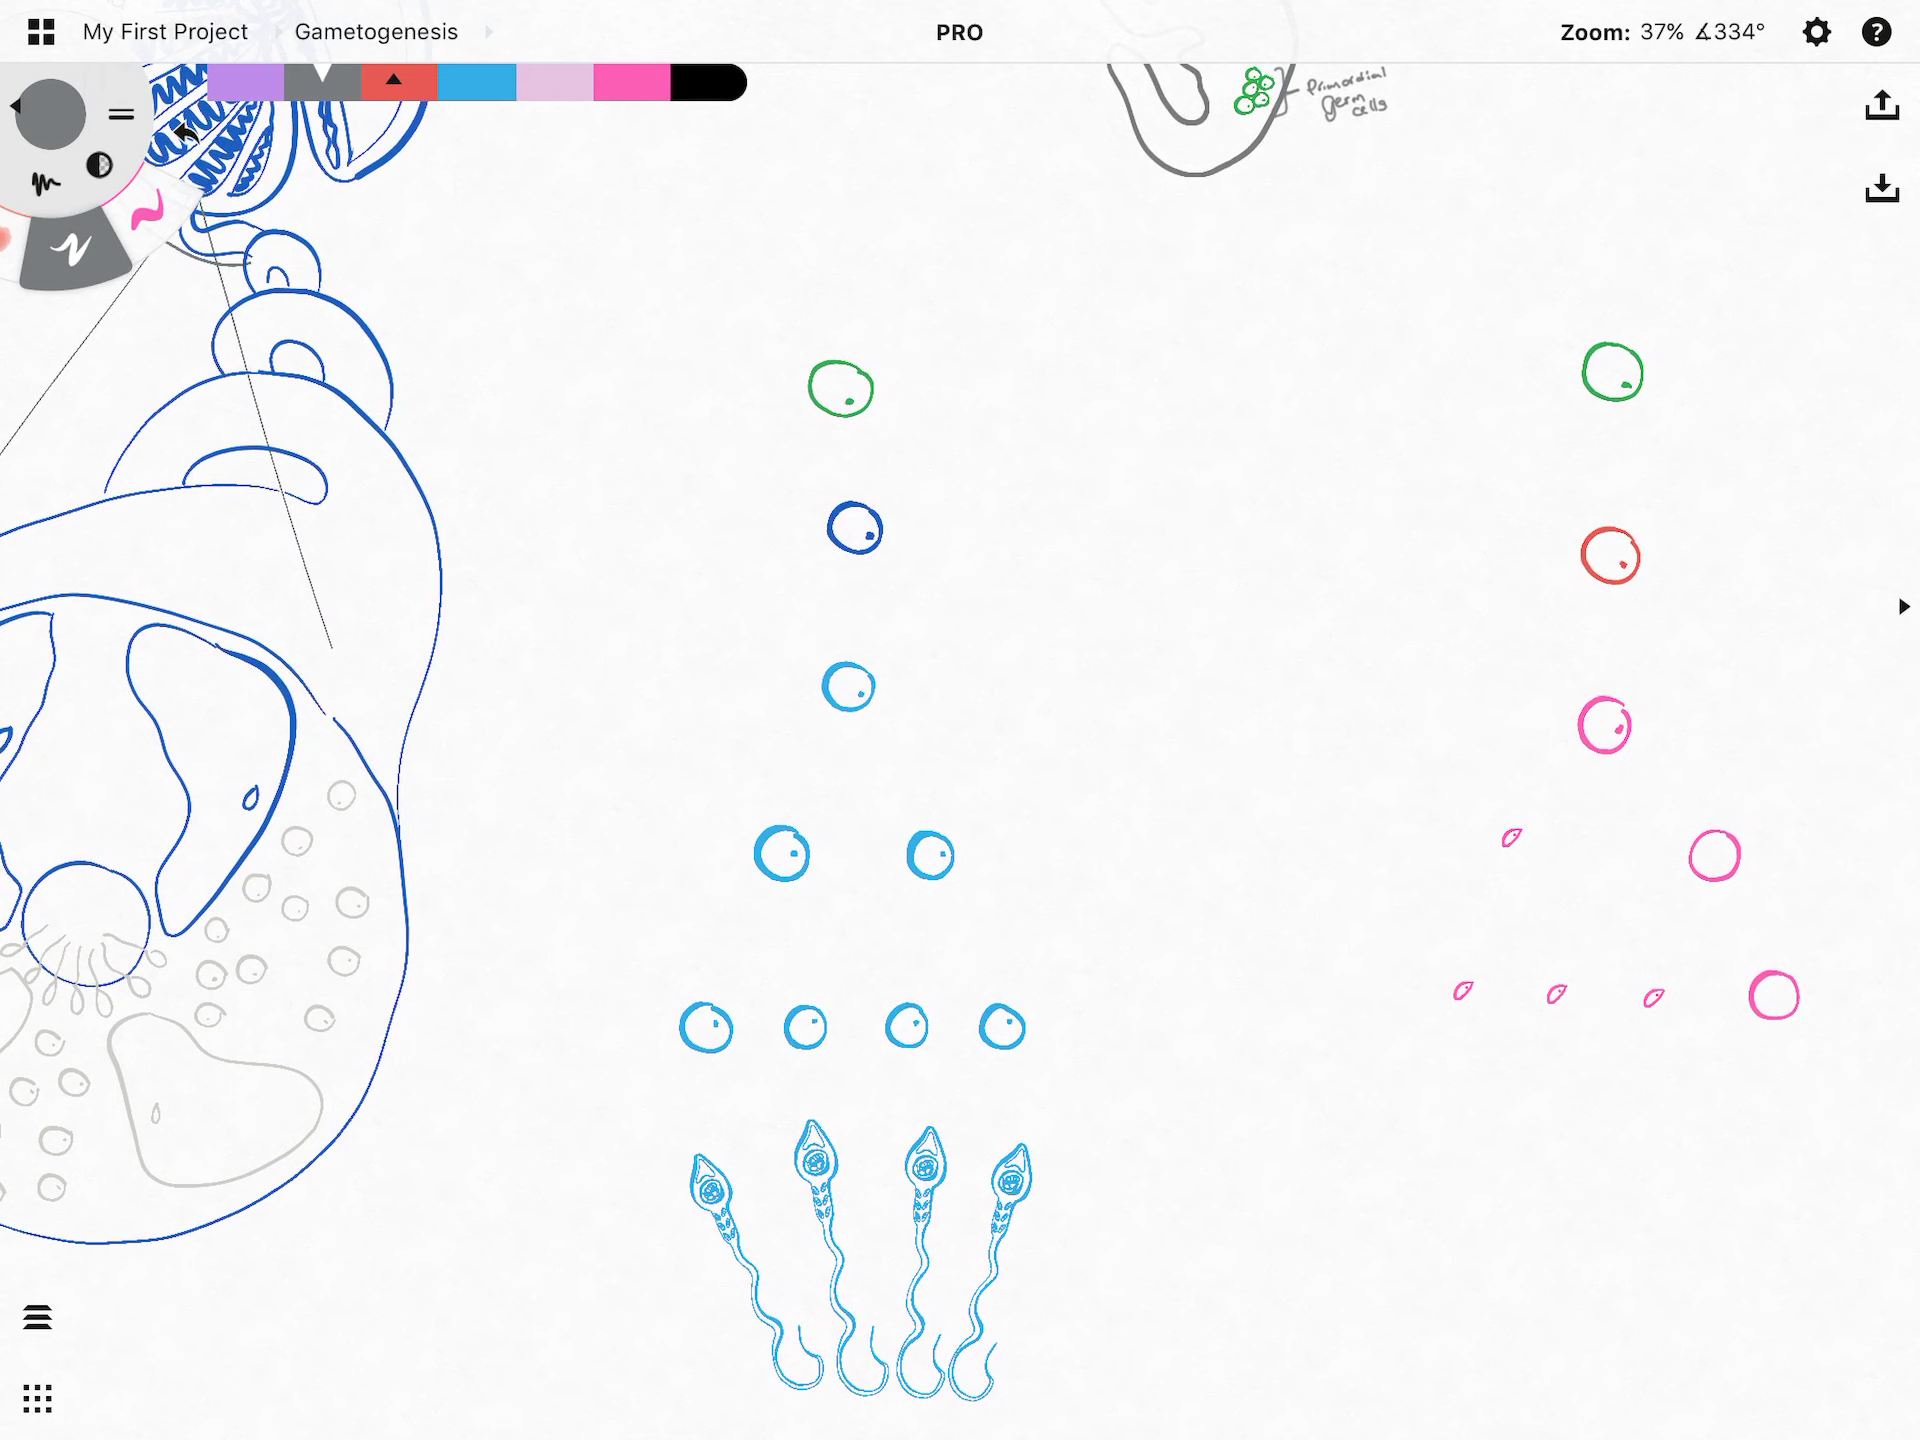 My First Project
Gametogenesis
PRO
Zoom: 37% ∡334°
?
Primordial
Germ
cells